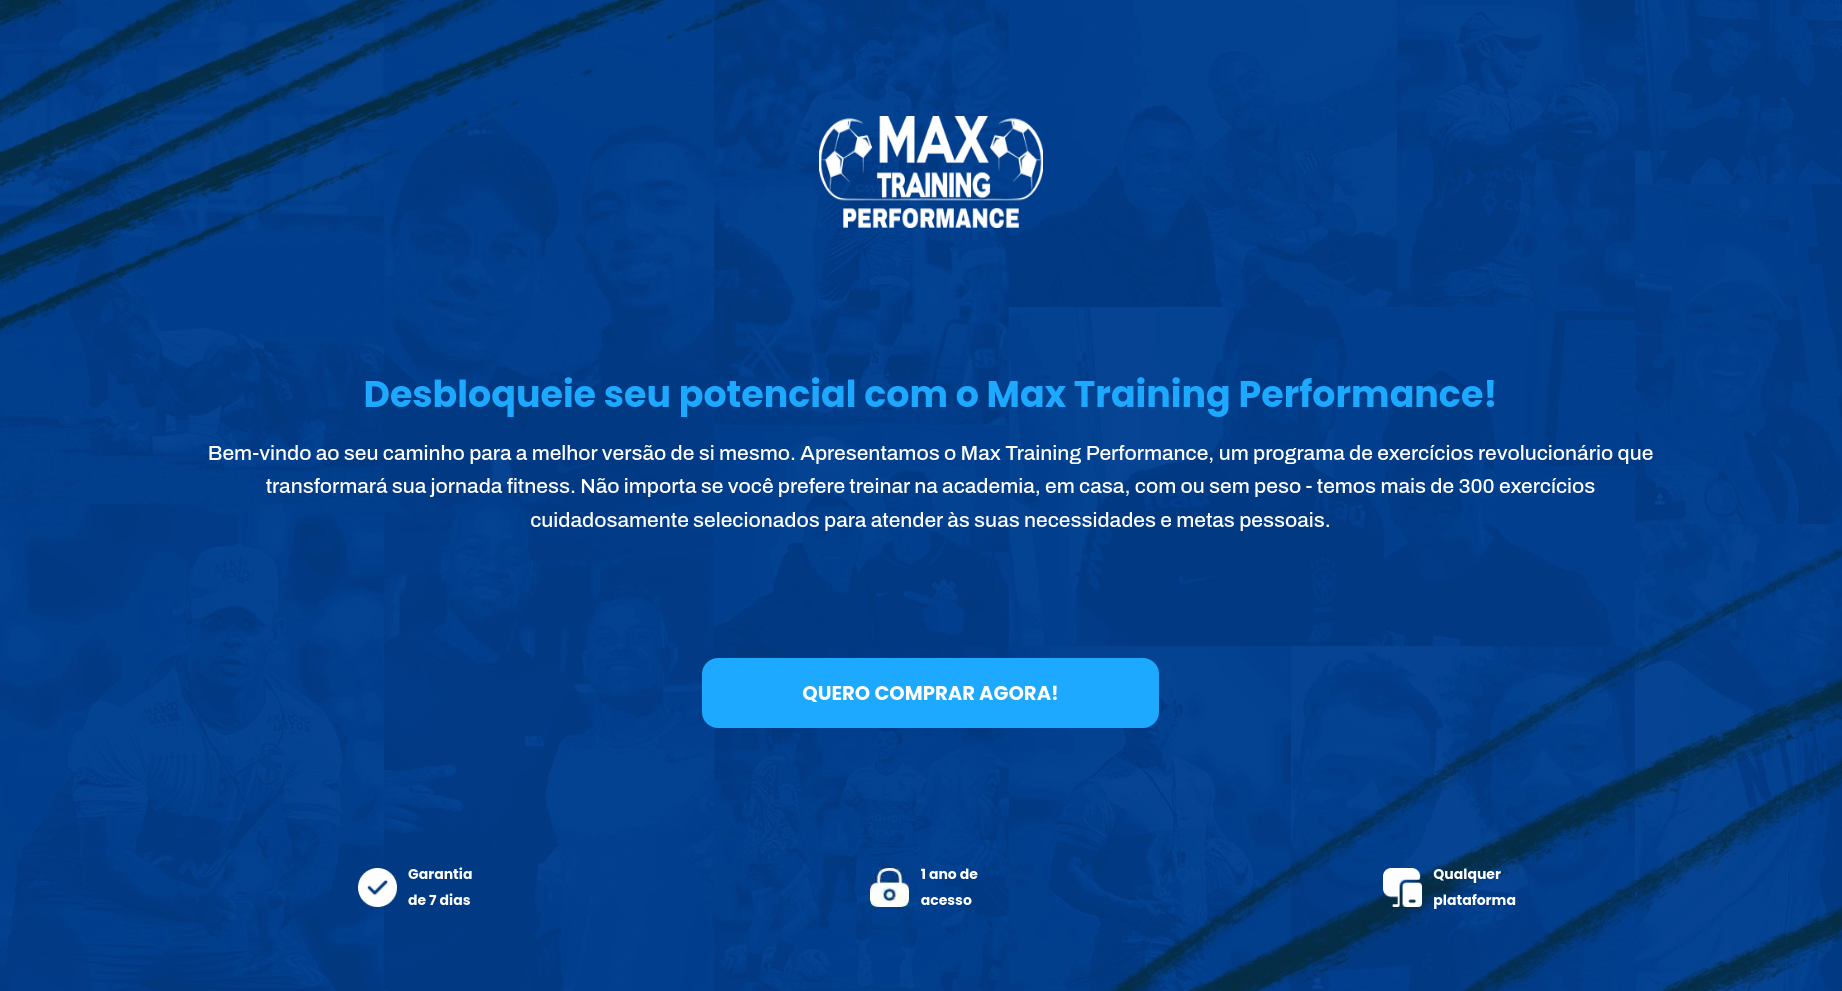 MAX
TRAINING
PERFORMANCE
Desbloqueie seu potencial com o Max Training Performance!
Bem-vindo ao seu caminho para a melhor versão de si mesmo. Apresentamos o Max Training Performance, um programa de exercícios revolucionário que
transformará sua jornada fitness. Não importa se você prefere treinar na academia, em casa, com ou sem peso - temos mais de 300 exercícios
cuidadosamente selecionados para atender às suas necessidades e metas pessoais.
QUERO COMPRAR AGORA!
Garantia
de 7 dias
1 ano de
acesso
Qualquer
plataforma